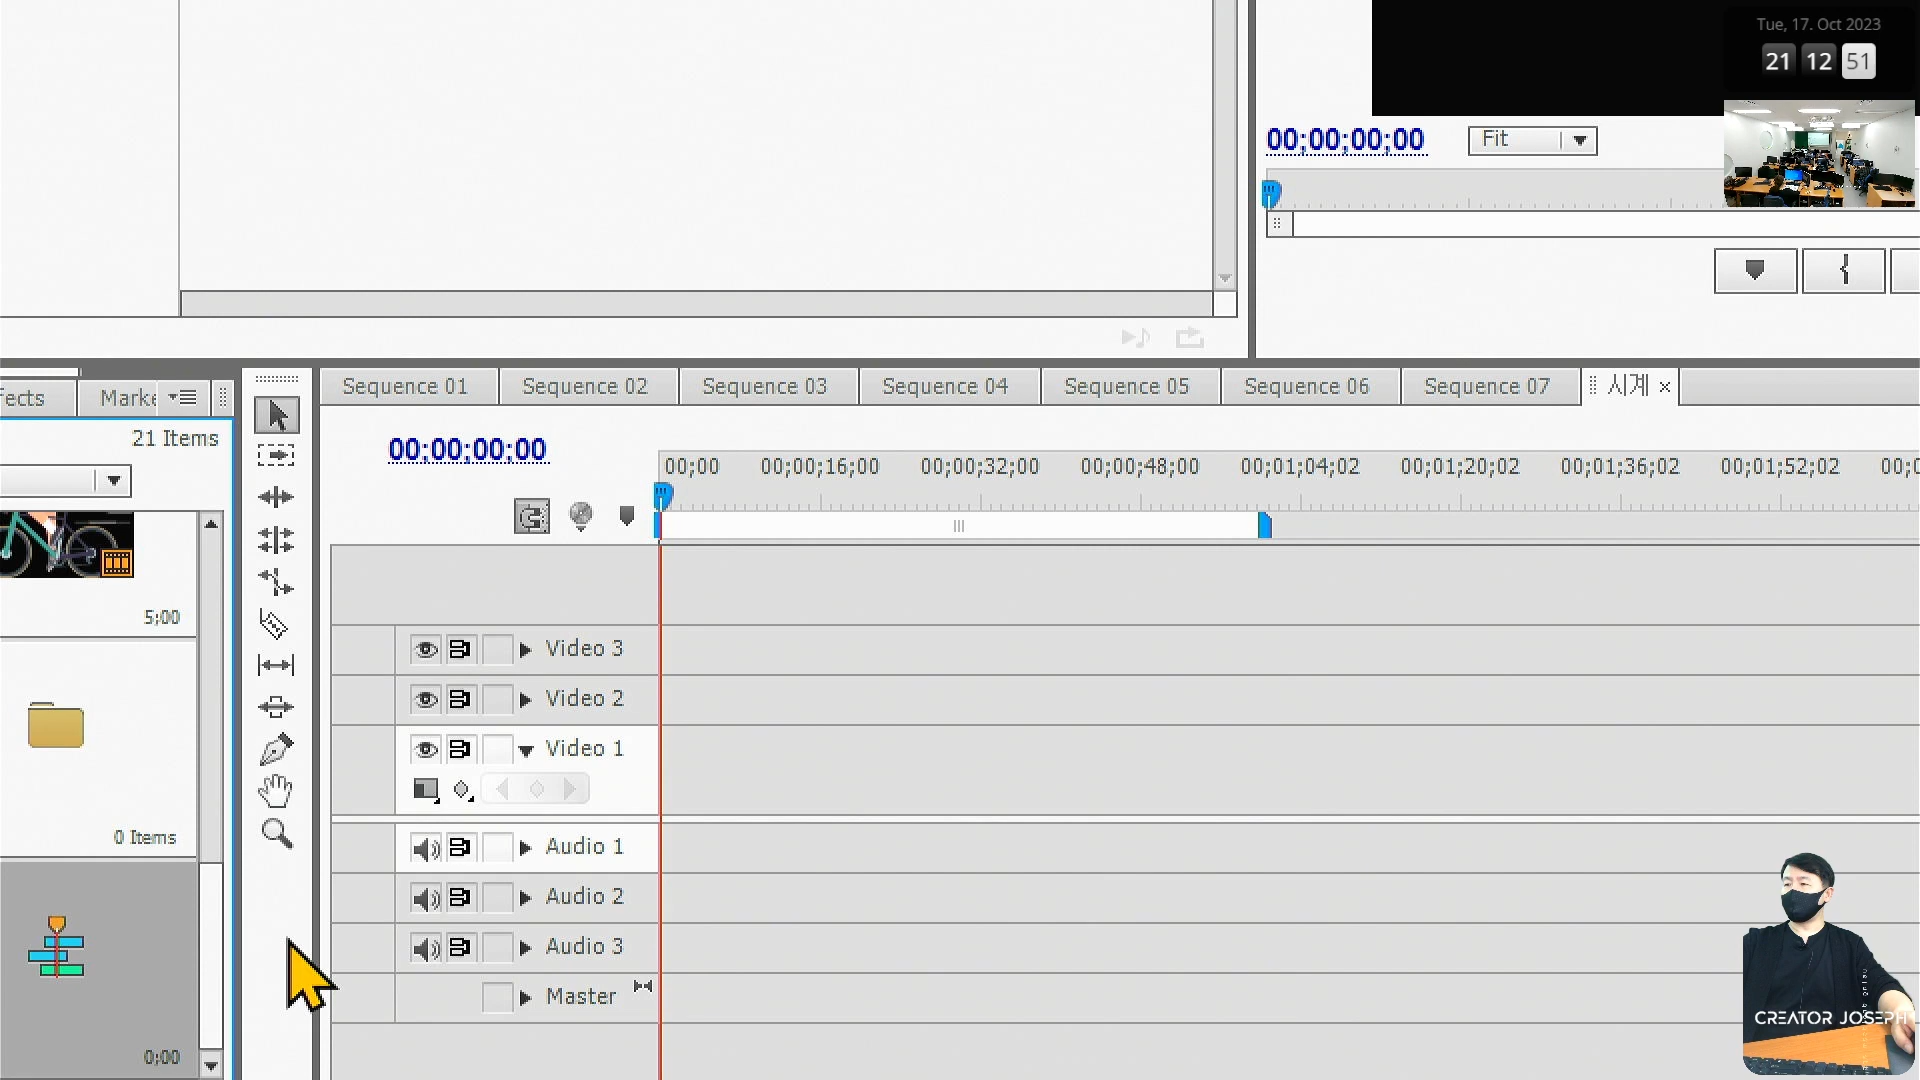 Tue, 17. Oct 2023
21 12 51
00;00;00;00
Fit
Sequence 01
Sequence 02
Sequence 03
Sequence 04
Sequence 05
Sequence 06
Sequence 07
시계 ×
fects
Marke
21 Items
00;00;00;00
00;00
00;00;16;00
00;00;32;00
00;00;48;00
00;01;04;02
00;01;20;02
00;01;36;02
00;01;52;02
00;0
5;00
Video 3
Video 2
Video 1
0 Items
Audio 1
Audio 2
Audio 3
Master
0;00
CREATOR JOSEPH